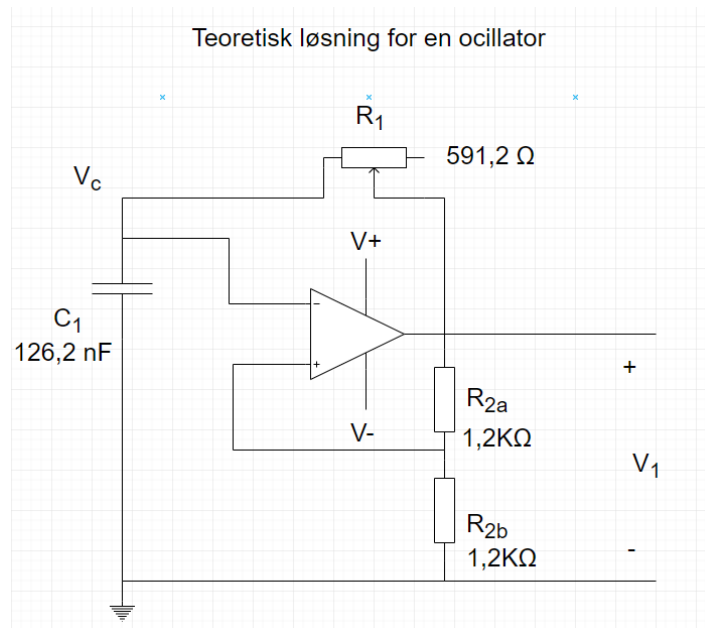 Teoretisk løsning for en ocillator
R1
591,2 Ω
Vc
V+
−
C1
126,2 nF
+
+
R2a
V-
1,2KΩ
V1
R2b
-
1,2KΩ